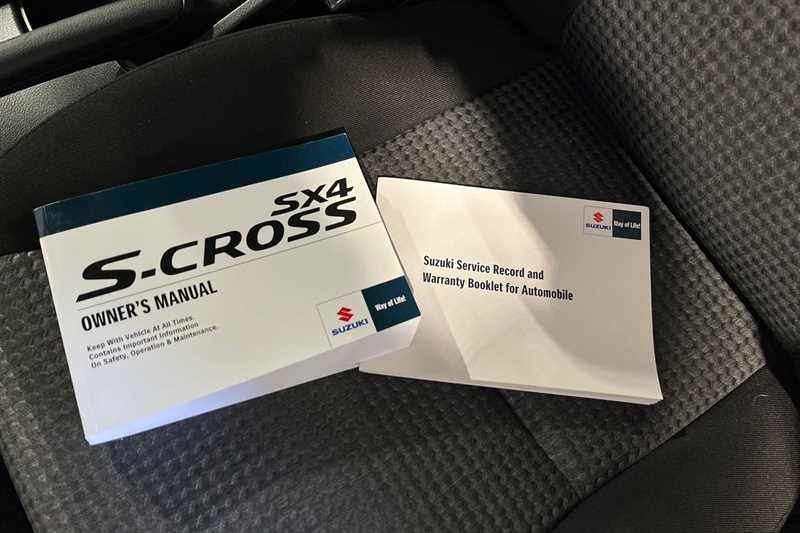 SX4
S-CROSS
OWNER'S MANUAL
Keep With Vehicle At All Times.
Contains Important Information
On Safety, Operation & Maintenance.
SUZUKI
Way of Life!
SUZUKI
Way of Life!
Suzuki Service Record and
Warranty Booklet for Automobile